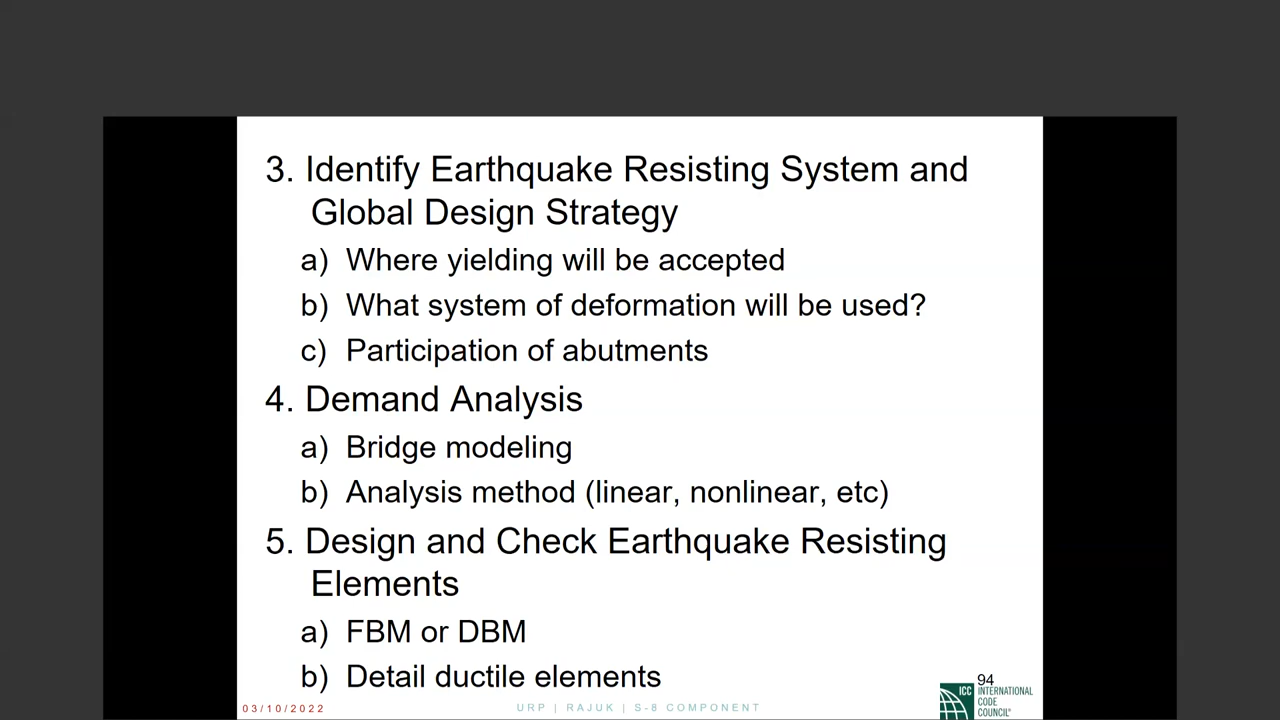 3. Identify Earthquake Resisting System and
Global Design Strategy
a) Where yielding will be accepted
b) What system of deformation will be used?
c) Participation of abutments
4. Demand Analysis
a) Bridge modeling
b) Analysis method (linear, nonlinear, etc)
5. Design and Check Earthquake Resisting
Elements
a) FBM or DBM
b) Detail ductile elements
94
ICC INTERNATIONAL
CODE
COUNCIL®
03/10/2022
URP | RAJUK | S-8 COMPONENT